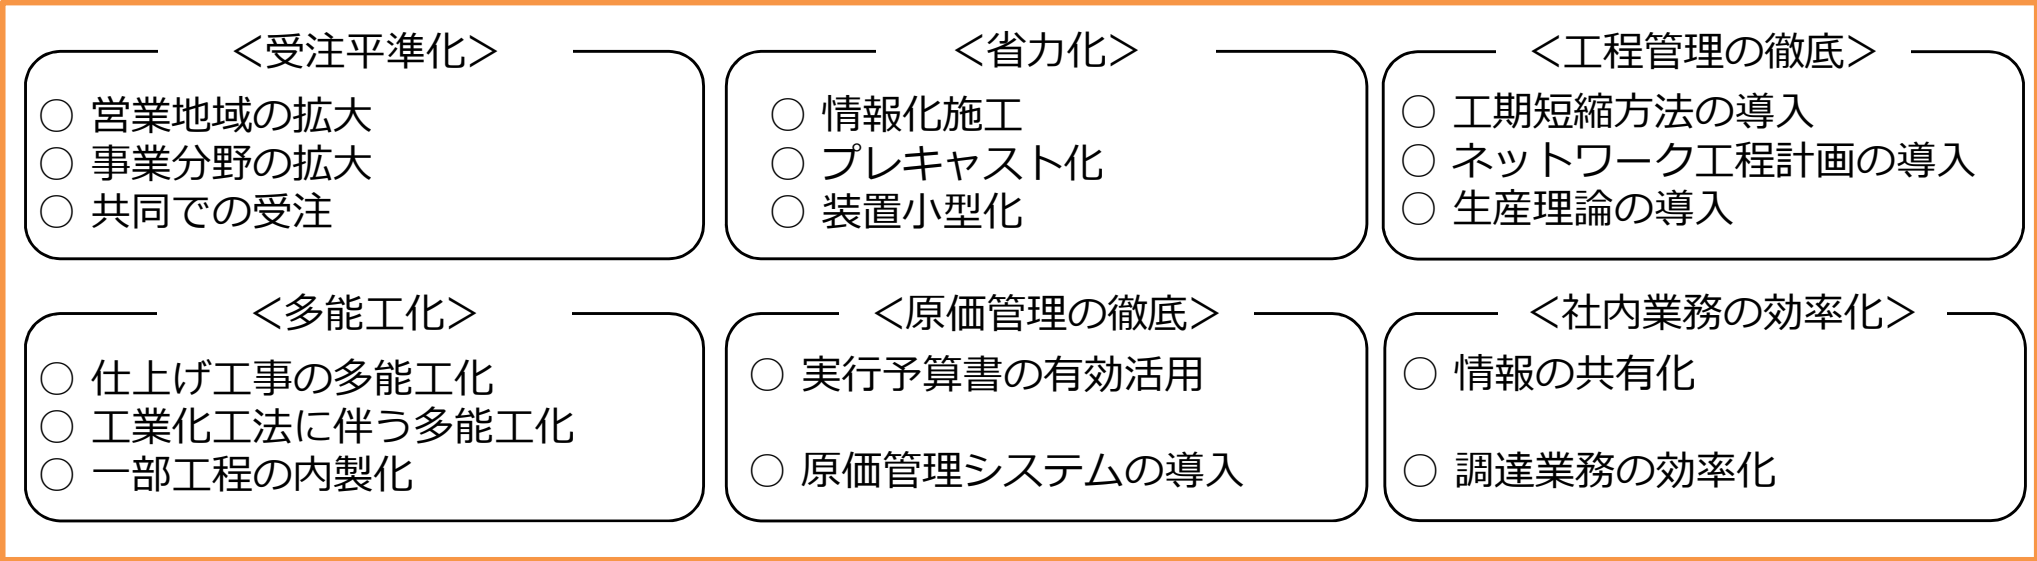 ＜受注平準化＞
○ 営業地域の拡大
○ 事業分野の拡大
○ 共同での受注
＜省力化＞
○ 情報化施工
○ プレキャスト化
○ 装置小型化
＜工程管理の徹底＞
○ 工期短縮方法の導入
○ ネットワーク工程計画の導入
○ 生産理論の導入
＜多能工化＞
○ 仕上げ工事の多能工化
○ 工業化工法に伴う多能工化
○ 一部工程の内製化
＜原価管理の徹底＞
○ 実行予算書の有効活用
○ 原価管理システムの導入
＜社内業務の効率化＞
○ 情報の共有化
○ 調達業務の効率化